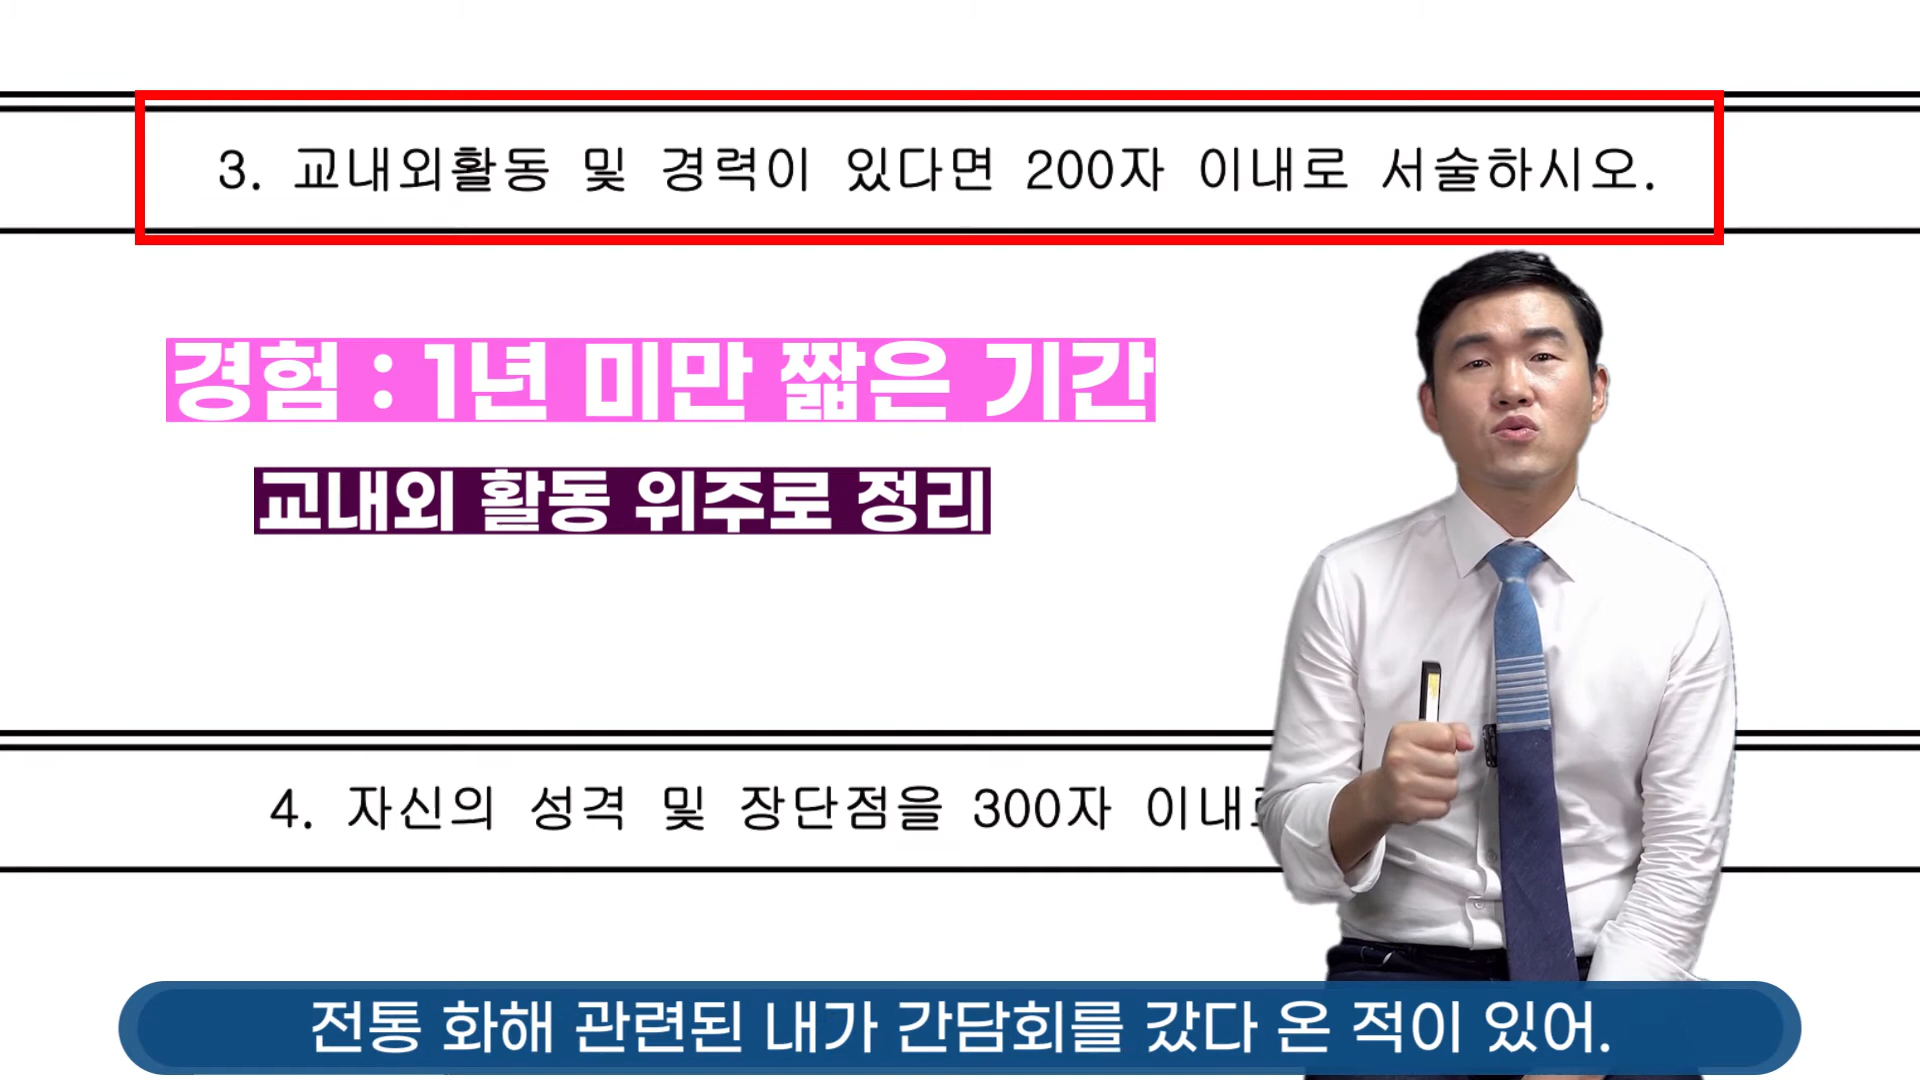 3. 교내외활동 및 경력이 있다면 200자 이내로 서술하시오.
경험 : 1년 미만 짧은 기간
교내외 활동 위주로 정리
4. 자신의 성격 및 장단점을 300자 이내로
전통 화해 관련된 내가 간담회를 갔다 온 적이 있어.